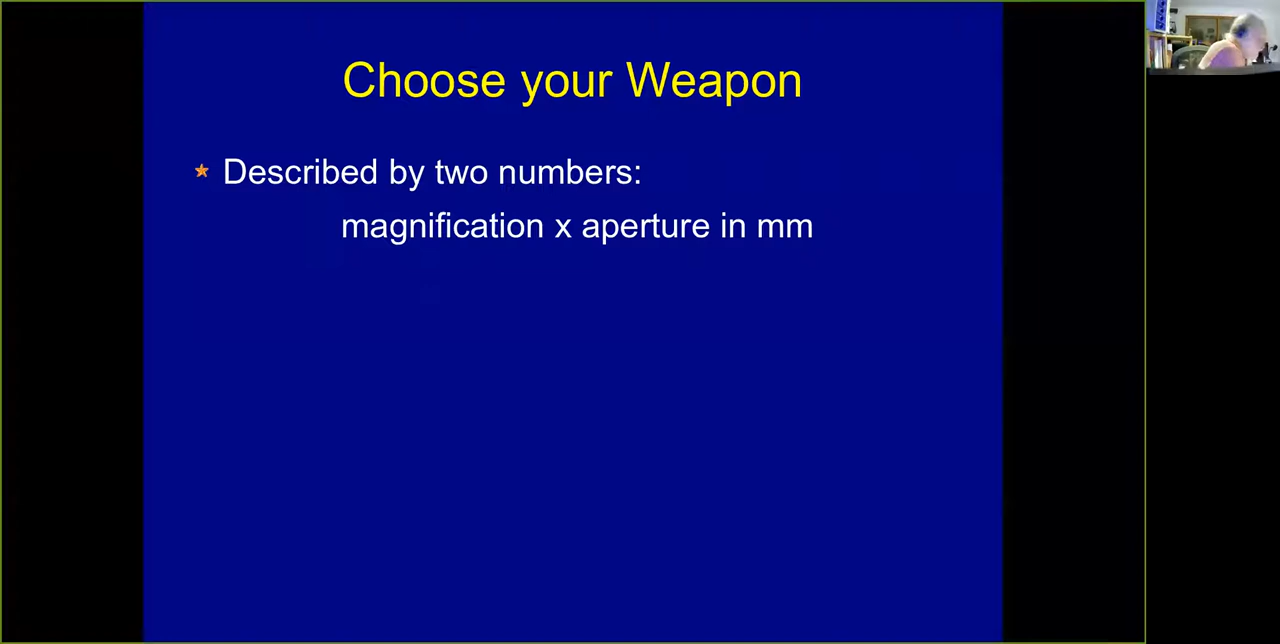 Choose your Weapon
Described by two numbers:
magnification x aperture in mm